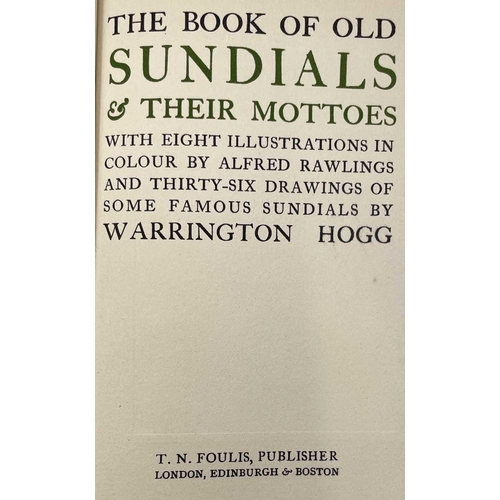 THE BOOK OF OLD
SUNDIALS
& THEIR MOTTOES
WITH EIGHT ILLUSTRATIONS IN
COLOUR BY ALFRED RAWLINGS
AND THIRTY-SIX DRAWINGS OF
SOME FAMOUS SUNDIALS BY
WARRINGTON HOGG
T. N. FOULIS, PUBLISHER
LONDON, EDINBURGH & BOSTON